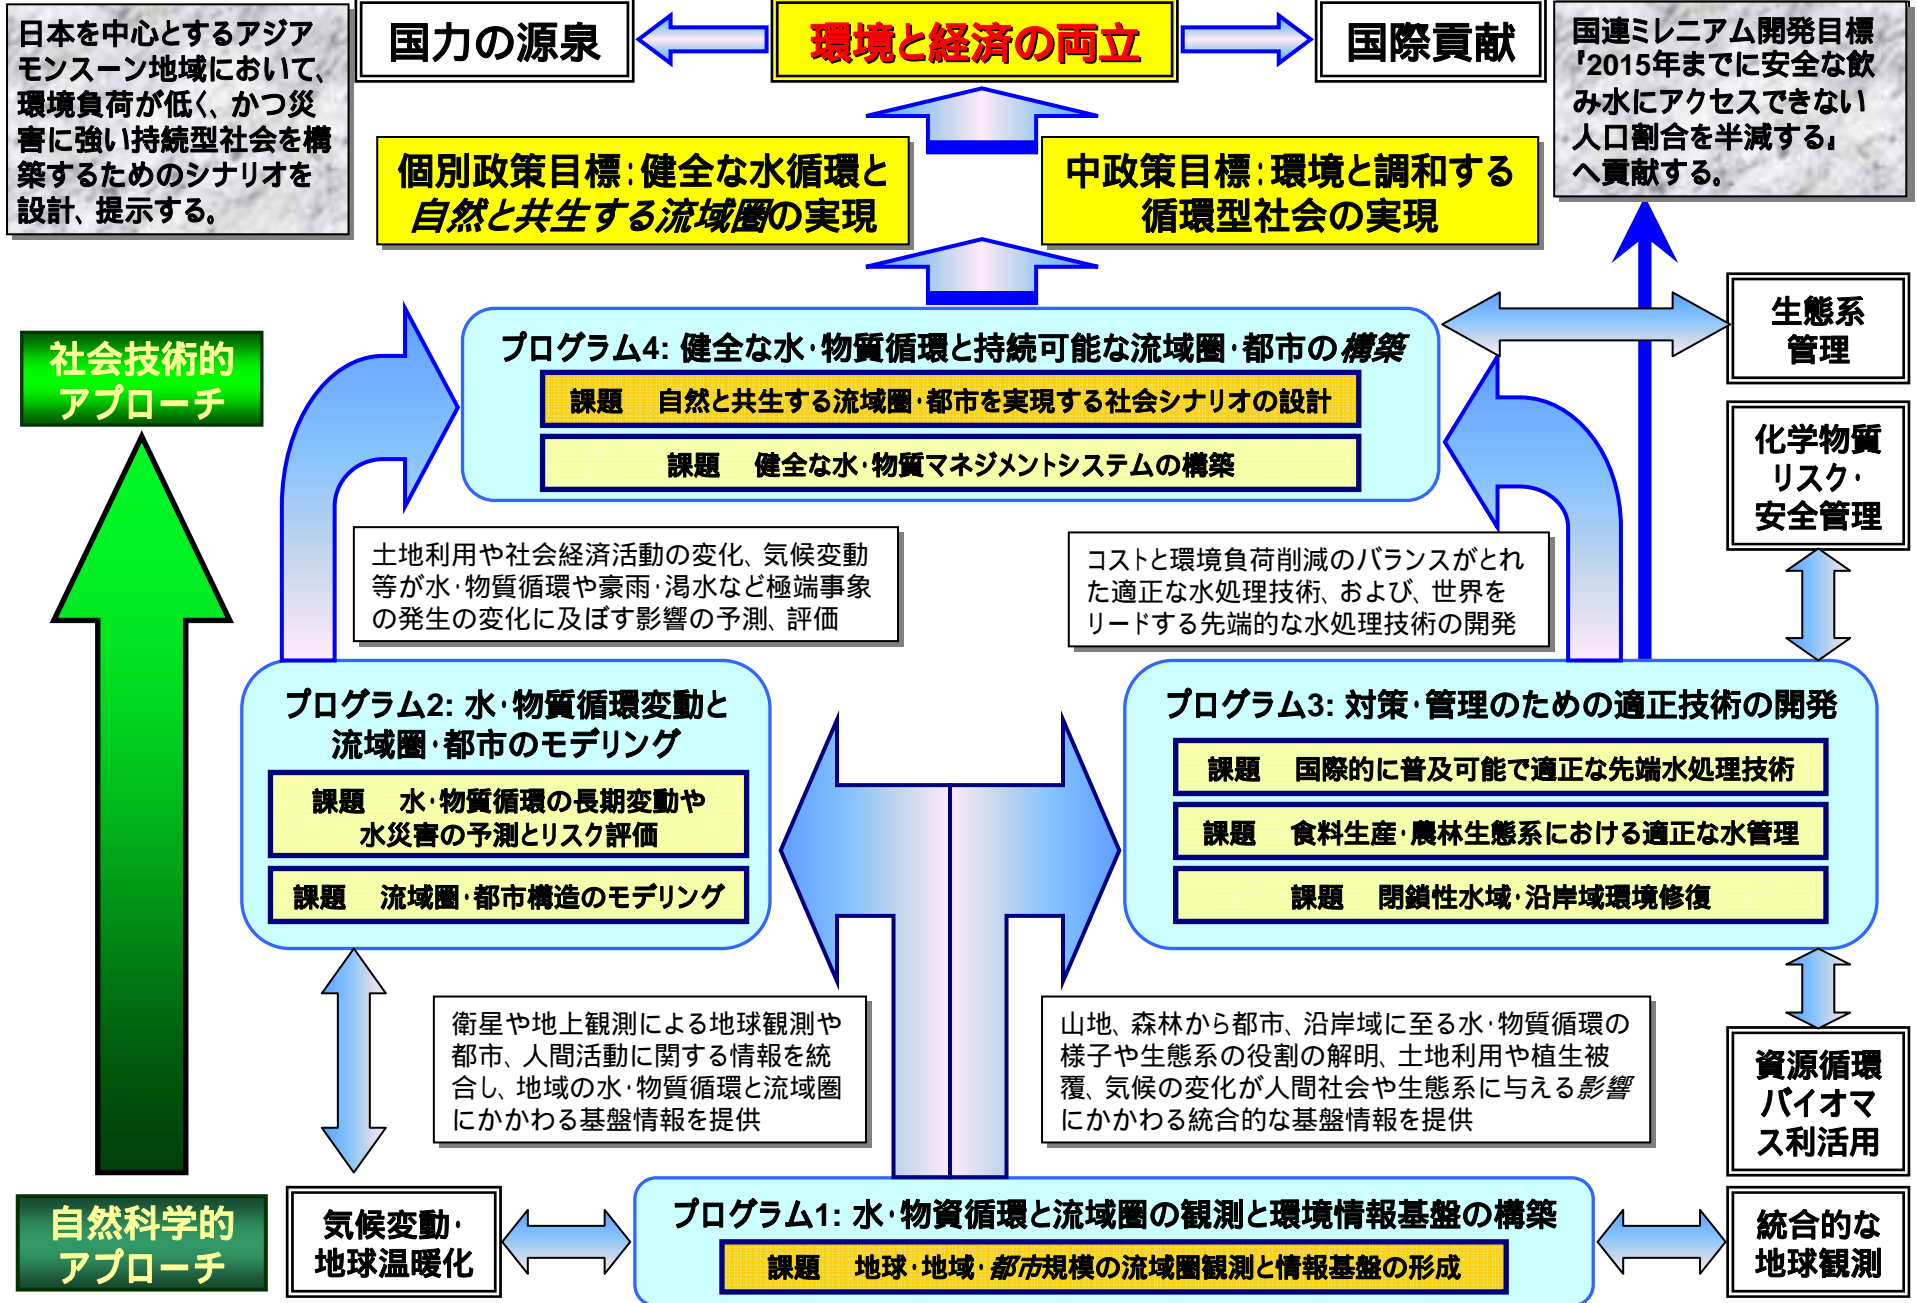 日本を中心とするアジア
モンスーン地域において、
環境負荷が低く、かつ災
害に強い持続型社会を構
築するためのシナリオを
設計、提示する。
国力の源泉
環境と経済の両立
国際貢献
国連ミレニアム開発目標
「2015年までに安全な飲
み水にアクセスできない
人口割合を半減する」
へ貢献する。
個別政策目標:健全な水循環と
自然と共生する流域圏の実現
中政策目標:環境と調和する
循環型社会の実現
社会技術的
アプローチ
プログラム4: 健全な水・物質循環と持続可能な流域圏・都市の構築
課題 自然と共生する流域圏・都市を実現する社会シナリオの設計
課題 健全な水・物質マネジメントシステムの構築
生態系
管理
化学物質
リスク・
安全管理
土地利用や社会経済活動の変化、気候変動
等が水・物質循環や豪雨・渇水など極端事象
の発生の変化に及ぼす影響の予測、評価
コストと環境負荷削減のバランスがとれ
た適正な水処理技術、および、世界を
リードする先端的な水処理技術の開発
プログラム2: 水・物質循環変動と
流域圏・都市のモデリング
課題 水・物質循環の長期変動や
水災害の予測とリスク評価
課題 流域圏・都市構造のモデリング
プログラム3: 対策・管理のための適正技術の開発
課題 国際的に普及可能で適正な先端水処理技術
課題 食料生産・農林生態系における適正な水管理
課題 閉鎖性水域・沿岸域環境修復
衛星や地上観測による地球観測や
都市、人間活動に関する情報を統
合し、地域の水・物質循環と流域圏
にかかわる基盤情報を提供
山地、森林から都市、沿岸域に至る水・物質循環の
様子や生態系の役割の解明、土地利用や植生被
覆、気候の変化が人間社会や生態系に与える影響
にかかわる統合的な基盤情報を提供
資源循環
バイオマ
ス利活用
自然科学的
アプローチ
気候変動・
地球温暖化
プログラム1: 水・物資循環と流域圏の観測と環境情報基盤の構築
課題 地球・地域・都市規模の流域圏観測と情報基盤の形成
統合的な
地球観測